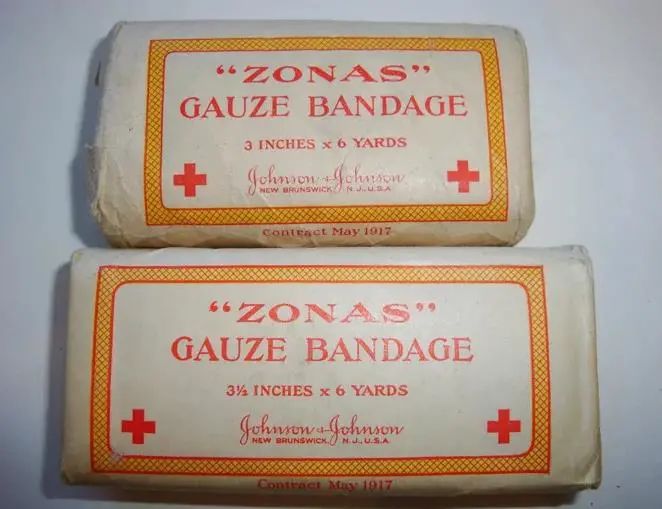 “ZONAS”
GAUZE BANDAGE
3 INCHES x 6 YARDS
Johnson & Johnson
NEW BRUNSWICK, N.J., U.S.A.
Contract May 1917
“ZONAS”
GAUZE BANDAGE
3½ INCHES x 6 YARDS
Johnson & Johnson
NEW BRUNSWICK, N.J., U.S.A.
Contract May 1917